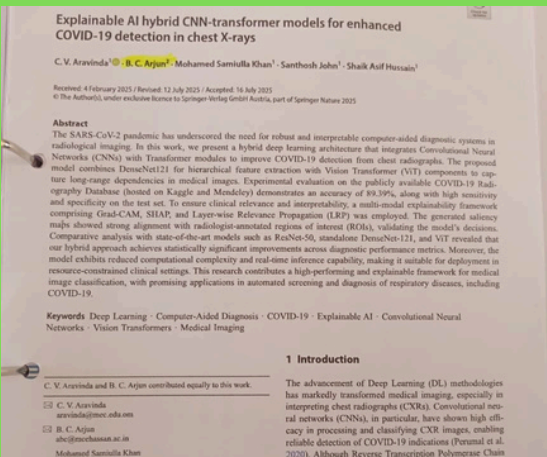 Explainable AI hybrid CNN-transformer models for enhanced
COVID-19 detection in chest X-rays
C. V. Aravinda¹ · B. C. Arjun² · Mohamed Samiulla Khan¹ · Santhosh John¹ · Shaik Asif Hussain¹
Received: 4 February 2025 / Revised: 12 July 2025 / Accepted: 16 July 2025
© The Author(s), under exclusive licence to Springer-Verlag GmbH Austria, part of Springer Nature 2025
Abstract
The SARS-CoV-2 pandemic has underscored the need for robust and interpretable computer-aided diagnostic systems in
radiological imaging. In this work, we present a hybrid deep learning architecture that integrates Convolutional Neural
Networks (CNNs) with Transformer modules to improve COVID-19 detection from chest radiographs. The proposed
model combines DenseNet121 for hierarchical feature extraction with Vision Transformer (ViT) components to cap-
ture long-range dependencies in medical images. Experimental evaluation on the publicly available COVID-19 Radi-
ography Database (hosted on Kaggle and Mendeley) demonstrates an accuracy of 89.39%, along with high sensitivity
and specificity on the test set. To ensure clinical relevance and interpretability, a multi-modal explainability framework
comprising Grad-CAM, SHAP, and Layer-wise Relevance Propagation (LRP) was employed. The generated saliency
maps showed strong alignment with radiologist-annotated regions of interest (ROIs), validating the model's decisions.
Comparative analysis with state-of-the-art models such as ResNet-50, standalone DenseNet-121, and ViT revealed that
our hybrid approach achieves statistically significant improvements across diagnostic performance metrics. Moreover, the
model exhibits reduced computational complexity and real-time inference capability, making it suitable for deployment in
resource-constrained clinical settings. This research contributes a high-performing and explainable framework for medical
image classification, with promising applications in automated screening and diagnosis of respiratory diseases, including
COVID-19.
Keywords Deep Learning · Computer-Aided Diagnosis · COVID-19 · Explainable AI · Convolutional Neural
Networks · Vision Transformers · Medical Imaging
C. V. Aravinda and B. C. Arjun contributed equally to this work.
C. V. Aravinda
aravinda@mec.edu.om
B. C. Arjun
abc@mcehassan.ac.in
Mohamed Samiulla Khan
1 Introduction
The advancement of Deep Learning (DL) methodologies
has markedly transformed medical imaging, especially in
interpreting chest radiographs (CXRs). Convolutional neu-
ral networks (CNNs), in particular, have shown high effi-
cacy in processing and classifying CXR images, enabling
reliable detection of COVID-19 indications (Perumal et al.
2020). Although Reverse Transcription Polymerase Chain